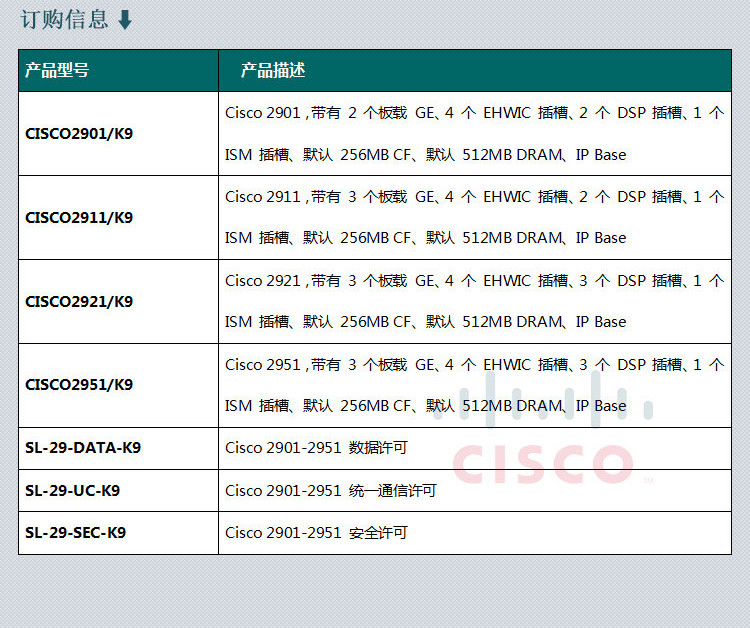 订购信息
产品型号 产品描述
CISCO2901/K9
Cisco 2901 ,带有 2 个板载 GE、4 个 EHWIC 插槽、2 个 DSP 插槽、1 个
ISM 插槽、默认 256MB CF、默认 512MB DRAM、IP Base
CISCO2911/K9
Cisco 2911 ,带有 3 个板载 GE、4 个 EHWIC 插槽、2 个 DSP 插槽、1 个
ISM 插槽、默认 256MB CF、默认 512MB DRAM、IP Base
CISCO2921/K9
Cisco 2921 ,带有 3 个板载 GE、4 个 EHWIC 插槽、3 个 DSP 插槽、1 个
ISM 插槽、默认 256MB CF、默认 512MB DRAM、IP Base
CISCO2951/K9
Cisco 2951 ,带有 3 个板载 GE、4 个 EHWIC 插槽、3 个 DSP 插槽、1 个
ISM 插槽、默认 256MB CF、默认 512MB DRAM、IP Base
SL-29-DATA-K9 Cisco 2901-2951 数据许可
CISCO TM
SL-29-UC-K9 Cisco 2901-2951 统一通信许可
SL-29-SEC-K9 Cisco 2901-2951 安全许可